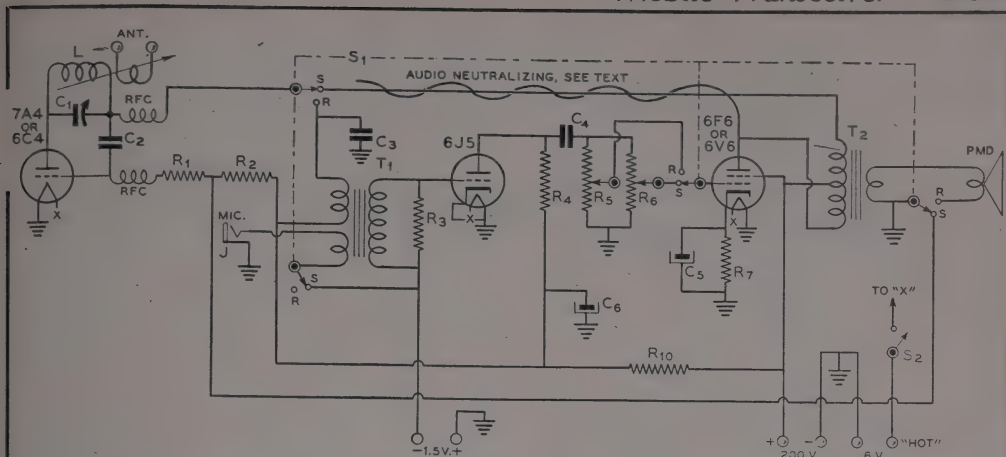 ANT.
L
S1
AUDIO NEUTRALIZING, SEE TEXT
S
R
C1
RFC
7A4
OR
6C4
C2
C3
T1
6J5
C4
6F6
OR
6V6
T2
PMD
R
S
R
S
X
RFC
R1
R2
R3
X
R4
R5
R6
X
MIC.
J
S
R
C5
R7
C6
TO "X"
S2
R10
-1.5V.+
+
-
200 V
6 V
"HOT"